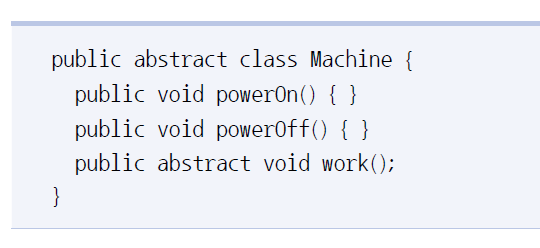 public abstract class Machine {
public void powerOn() { }
public void powerOff() { }
public abstract void work();
}